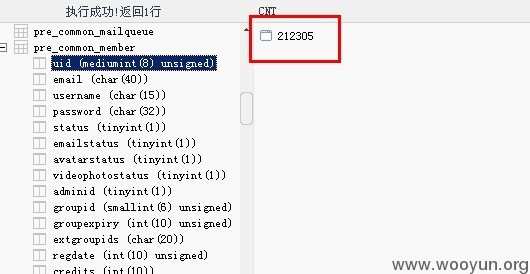 执行成功!返回1行
CNT
212305
pre_common_mailqueue
pre_common_member
uid (mediumint(8) unsigned)
email (char(40))
username (char(15))
password (char(32))
status (tinyint(1))
emailstatus (tinyint(1))
avatarstatus (tinyint(1))
videophotostatus (tinyint(1))
adminid (tinyint(1))
groupid (smallint(6) unsigned)
groupexpiry (int(10) unsigned)
extgroupids (char(20))
regdate (int(10) unsigned)
credits (int(10))
www.wooyun.org